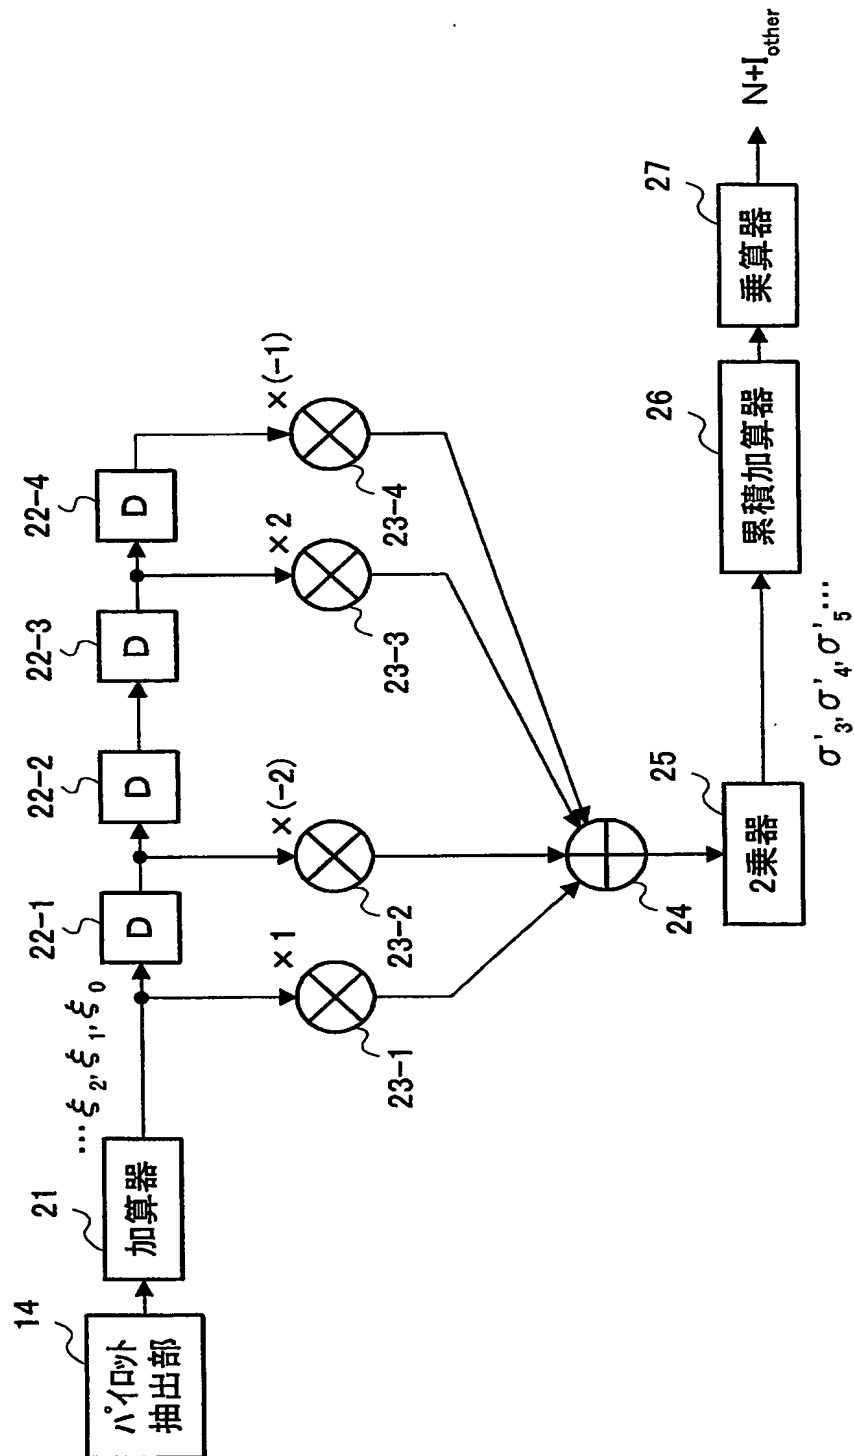 14
パイロット
抽出部
21
加算器
…ξ2,ξ1,ξ0
22-1
D
22-2
D
22-3
D
22-4
D
×1
23-1
×(-2)
23-2
×2
23-3
×(-1)
23-4
24
25
2乗器
σ'3,σ'4,σ'5…
26
累積加算器
27
乗算器
N+Iother